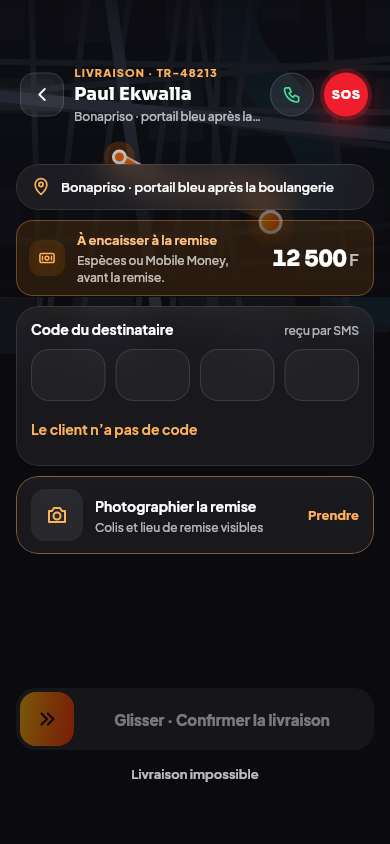 LIVRAISON · TR-48213
Paul Ekwalla
Bonapriso · portail bleu après la...
SOS
Bonapriso · portail bleu après la boulangerie
À encaisser à la remise
Espèces ou Mobile Money,
avant la remise.
12 500 F
Code du destinataire
reçu par SMS
Le client n’a pas de code
Photographier la remise
Colis et lieu de remise visibles
Prendre
Glisser · Confirmer la livraison
Livraison impossible